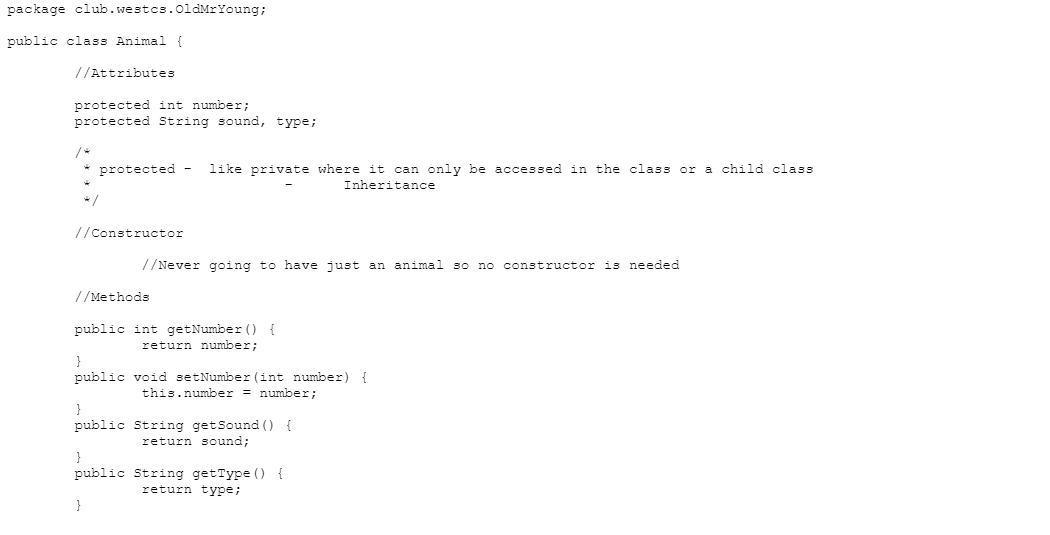 package club.westcs.OldMrYoung;
public class Animal {
//Attributes
protected int number;
protected String sound, type;
/*
* protected -  like private where it can only be accessed in the class or a child class
*                       -      Inheritance
*/
//Constructor
//Never going to have just an animal so no constructor is needed
//Methods
public int getNumber() {
return number;
}
public void setNumber(int number) {
this.number = number;
}
public String getSound() {
return sound;
}
public String getType() {
return type;
}